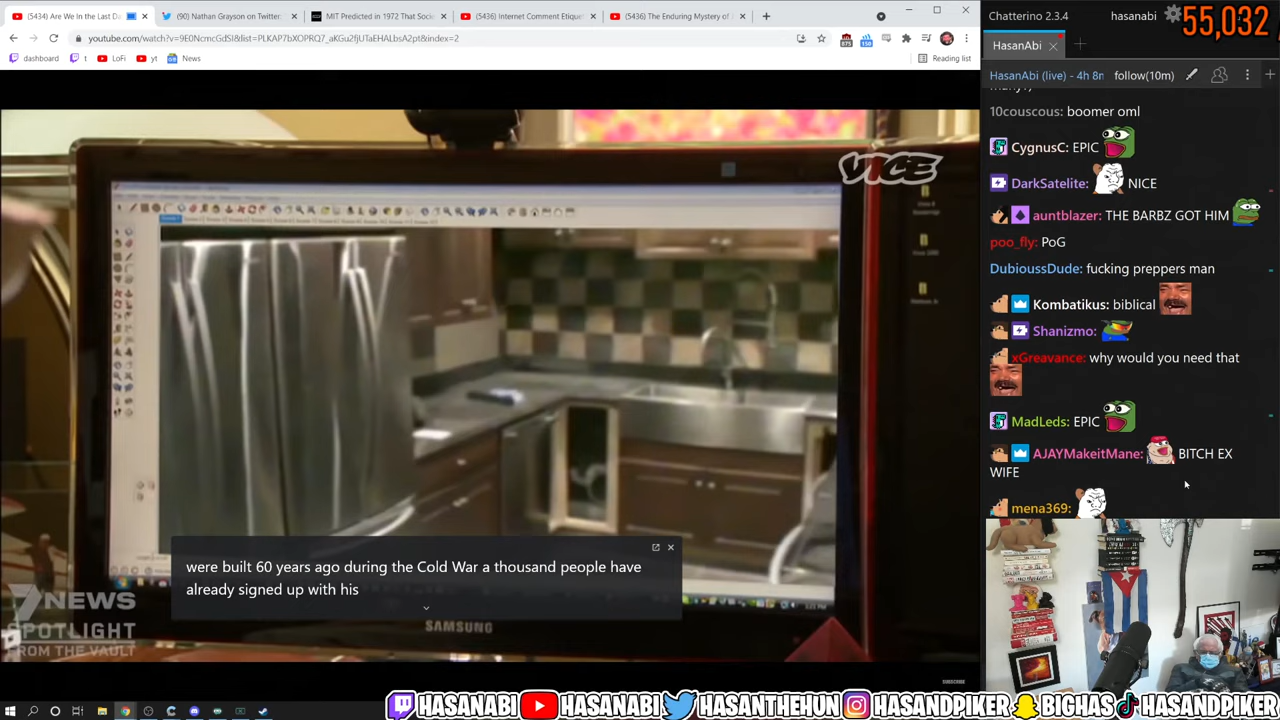 (5434) Are We In the Last Da
(90) Nathan Grayson on Twitter
MIT Predicted in 1972 That Soci
(5436) Internet Comment Etique
(5436) The Enduring Mystery of
youtube.com/watch?v=9E0NcmcGdSI&list=PLKAP7bXOPRQ7_aKGu2fjUTaEHALbsA2pt&index=2
875
158
dashboard
t
LoFi
yt
News
Reading list
VICE
were built 60 years ago during the Cold War a thousand people have
already signed up with his
7NEWS
SPOTLIGHT
FROM THE VAULT
SAMSUNG
SUBSCRIBE
Chatterino 2.3.4
hasanabi
55,032
HasanAbi
HasanAbi (live) - 4h 8m
follow(10m)
10couscous: boomer oml
CygnusC: EPIC
DarkSatelite: NICE
auntblazer: THE BARBZ GOT HIM
poo_fly: PoG
DubioussDude: fucking preppers man
Kombatikus: biblical
Shanizmo:
xGreavance: why would you need that
MadLeds: EPIC
AJAYMakeitMane: BITCH EX
WIFE
mena369:
HASANABI
HASANABI
HASANTHEHUN
HASANDPIKER
BIGHAS
HASANDPIKER